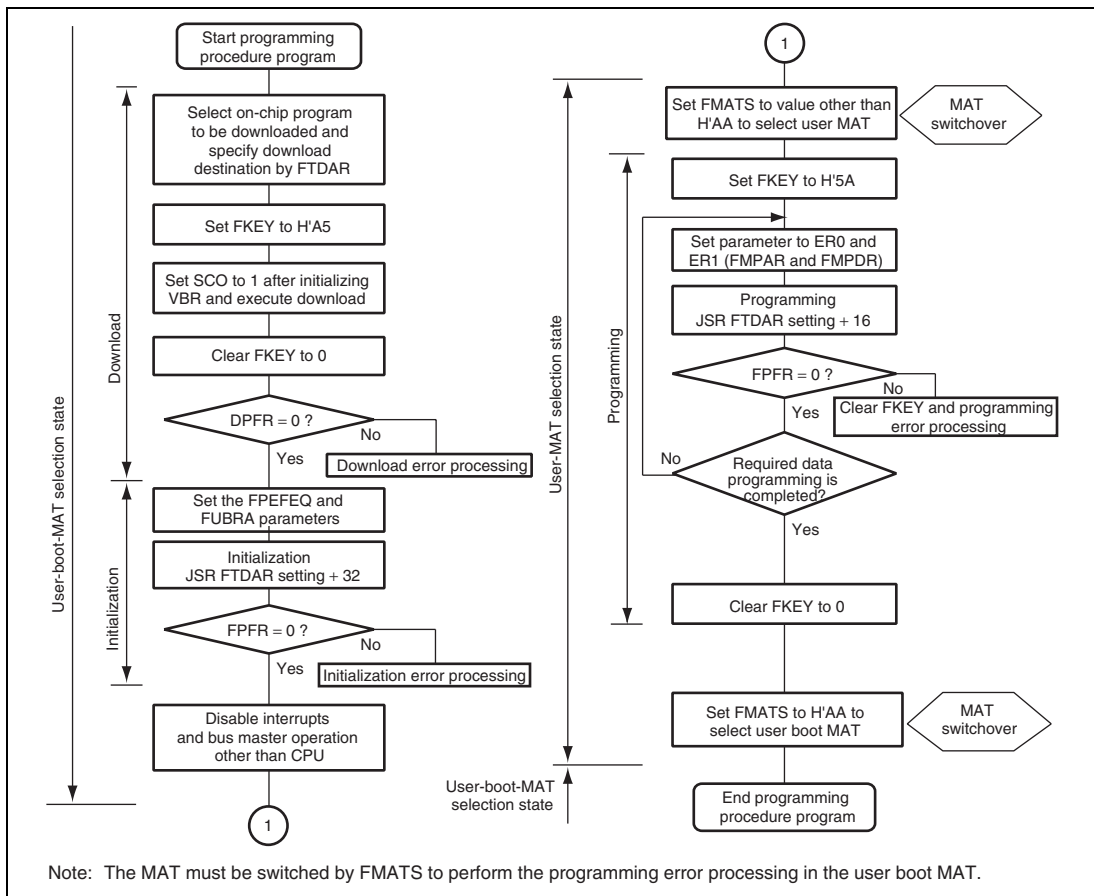 Start programming
procedure program
Select on-chip program
to be downloaded and
specify download
destination by FTDAR
Set FKEY to H'A5
Set SCO to 1 after initializing
VBR and execute download
Clear FKEY to 0
DPFR = 0 ?
No
Yes
Download error processing
Set the FPEFEQ and
FUBRA parameters
Initialization
JSR FTDAR setting + 32
FPFR = 0 ?
No
Yes
Initialization error processing
Disable interrupts
and bus master operation
other than CPU
1
Download
Initialization
User-boot-MAT selection state
1
Set FMATS to value other than
H'AA to select user MAT
MAT
switchover
Set FKEY to H'5A
Set parameter to ER0 and
ER1 (FMPAR and FMPDR)
Programming
JSR FTDAR setting + 16
FPFR = 0 ?
No
Yes
Clear FKEY and programming
error processing
No
Required data
programming is
completed?
Yes
Clear FKEY to 0
Set FMATS to H'AA to
select user boot MAT
MAT
switchover
End programming
procedure program
Programming
User-MAT selection state
User-boot-MAT
selection state
Note: The MAT must be switched by FMATS to perform the programming error processing in the user boot MAT.